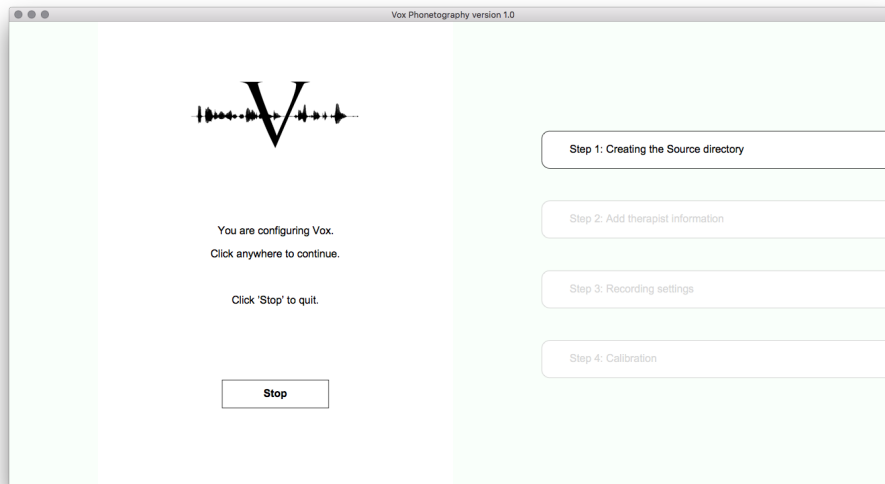 Vox Phonetography version 1.0
V
You are configuring Vox.
Click anywhere to continue.
Click 'Stop' to quit.
Stop
Step 1: Creating the Source directory
Step 2: Add therapist information
Step 3: Recording settings
Step 4: Calibration